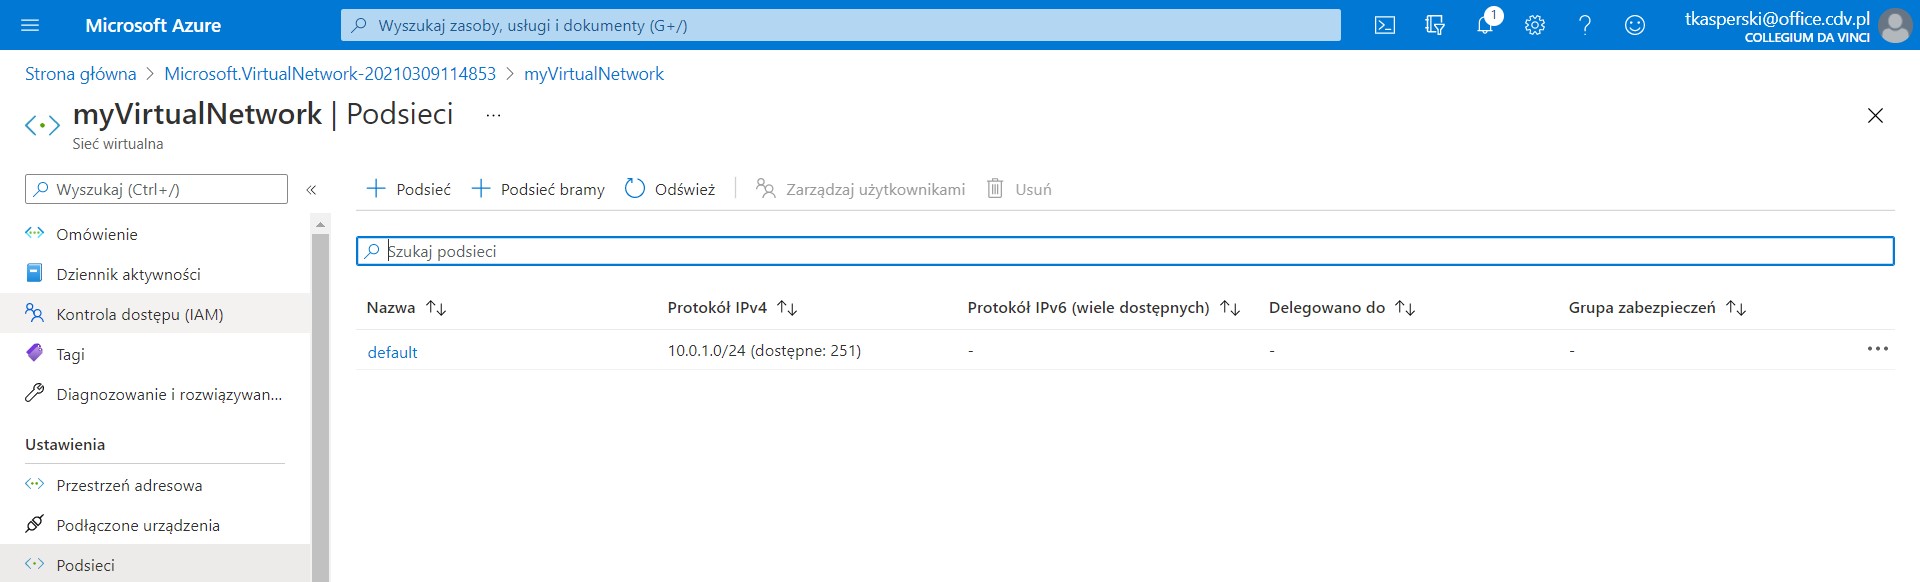 Microsoft Azure
Wyszukaj zasoby, usługi i dokumenty (G+/)
1
tkasperski@office.cdv.pl
COLLEGIUM DA VINCI
Strona główna > Microsoft.VirtualNetwork-20210309114853 > myVirtualNetwork
myVirtualNetwork | Podsieci ...
Sieć wirtualna
Wyszukaj (Ctrl+/)
«
Omówienie
Dziennik aktywności
Kontrola dostępu (IAM)
Tagi
Diagnozowanie i rozwiązywan...
Ustawienia
Przestrzeń adresowa
Podłączone urządzenia
Podsieci
+ Podsieć + Podsieć bramy Odśwież | Zarządzaj użytkownikami Usuń
Szukaj podsieci
Nazwa ↑↓ Protokół IPv4 ↑↓ Protokół IPv6 (wiele dostępnych) ↑↓ Delegowano do ↑↓ Grupa zabezpieczeń ↑↓
default 10.0.1.0/24 (dostępne: 251) - - - ...